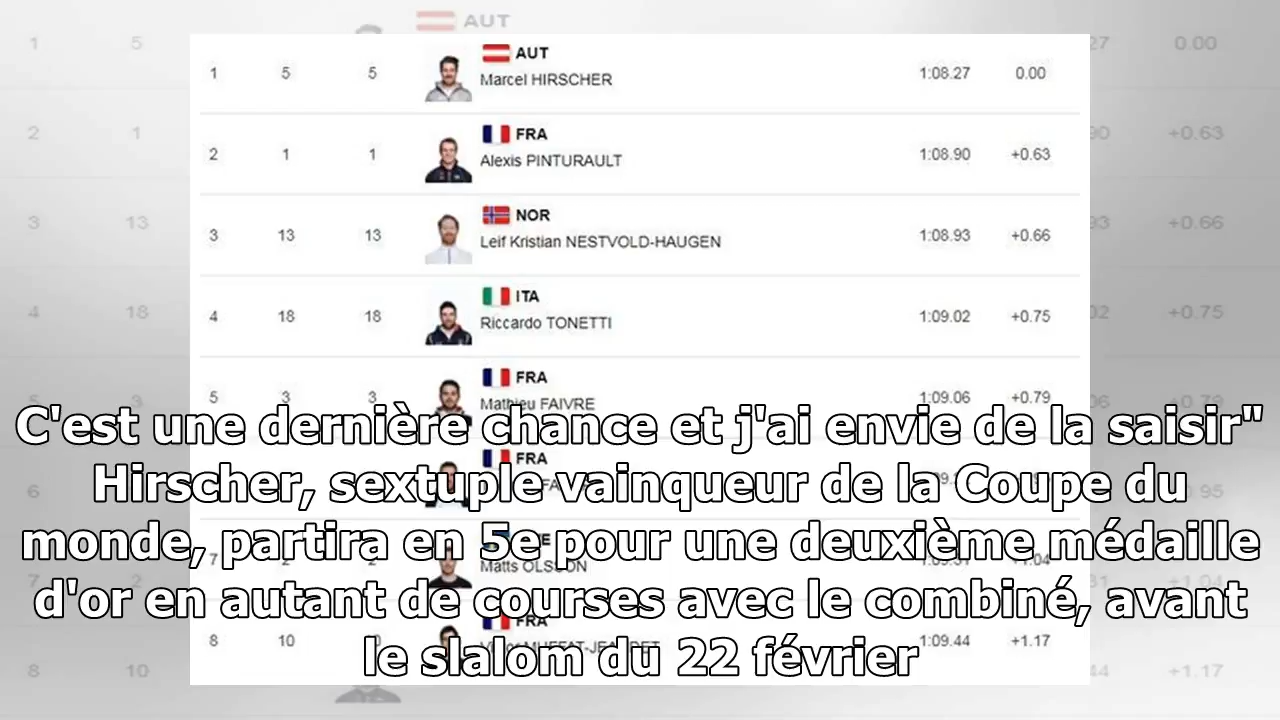 AUT
1 5 5 AUT 1:08.27 0.00
Marcel HIRSCHER
2 1 1 FRA 1:08.90 +0.63
Alexis PINTURAULT
3 13 13 NOR 1:08.93 +0.66
Leif Kristian NESTVOLD-HAUGEN
4 18 18 ITA 1:09.02 +0.75
Riccardo TONETTI
5 3 3 FRA 1:09.06 +0.79
Mathieu FAIVRE
FRA
Matts OLSSON
8 10 FRA 1:09.44 +1.17
C'est une dernière chance et j'ai envie de la saisir"
Hirscher, sextuple vainqueur de la Coupe du
monde, partira en 5e pour une deuxième médaille
d'or en autant de courses avec le combiné, avant
le slalom du 22 février